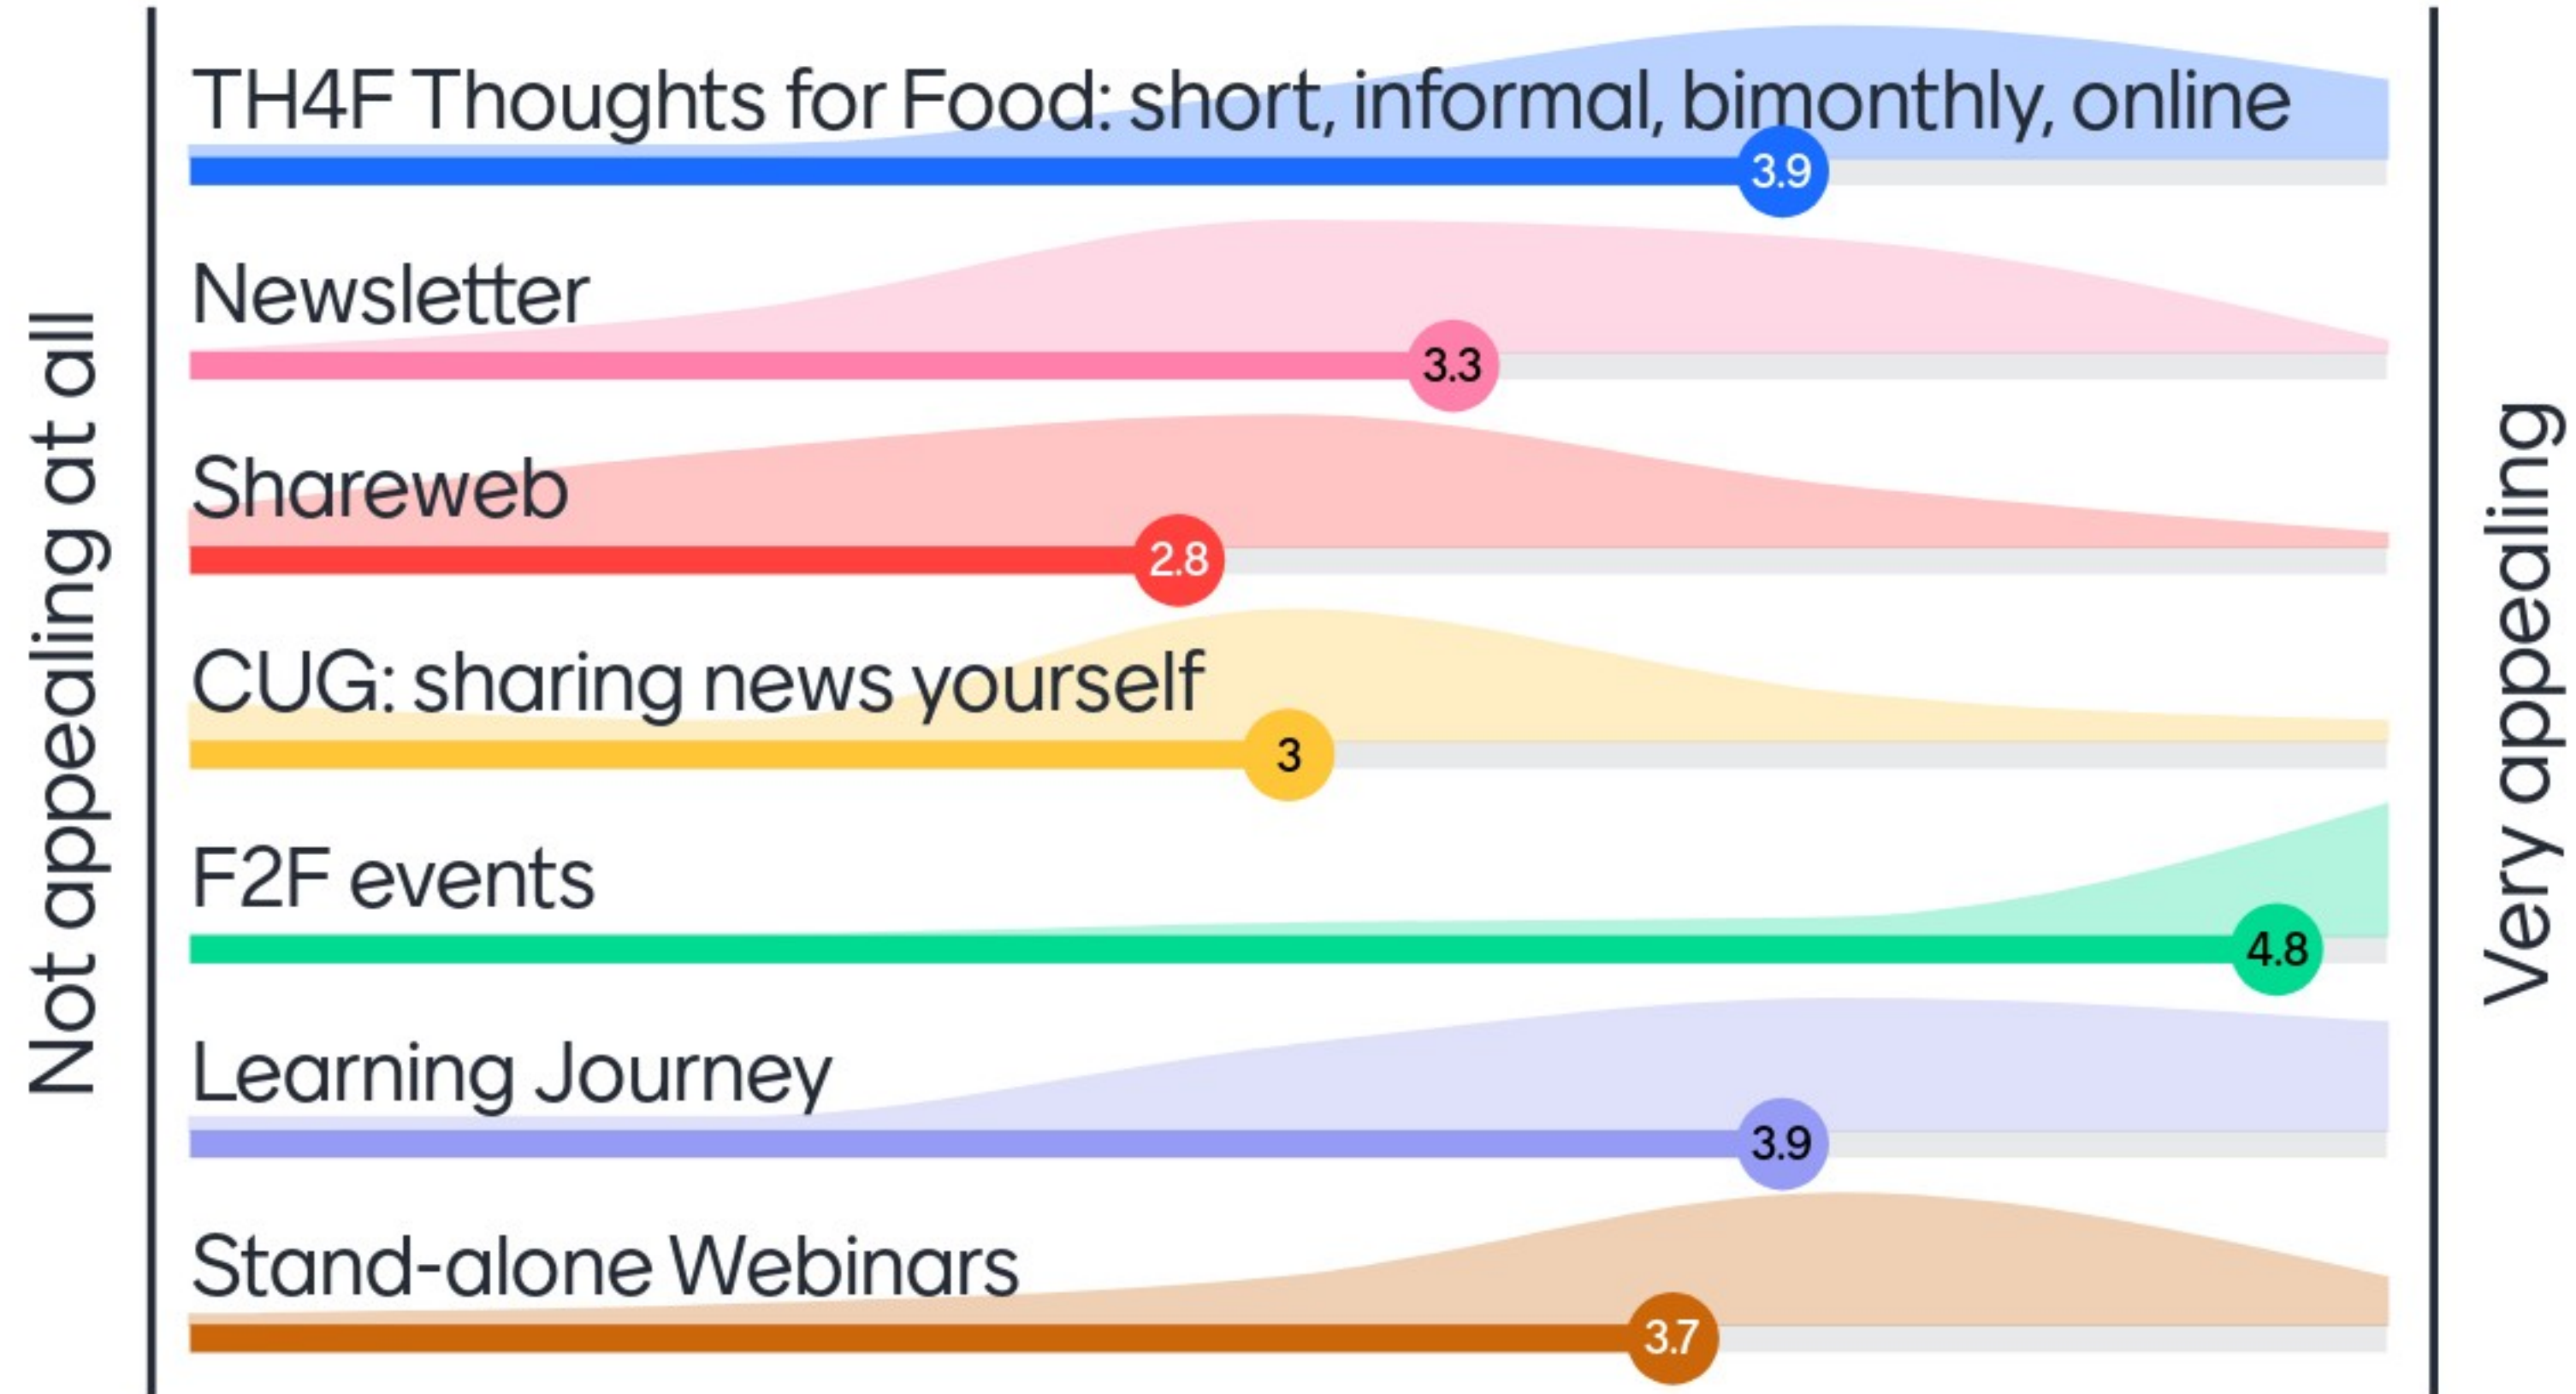 Not appealing at all
TH4F Thoughts for Food: short, informal, bimonthly, online
3.9
Newsletter
3.3
Shareweb
2.8
CUG: sharing news yourself
3
F2F events
4.8
Learning Journey
3.9
Stand-alone Webinars
3.7
Very appealing